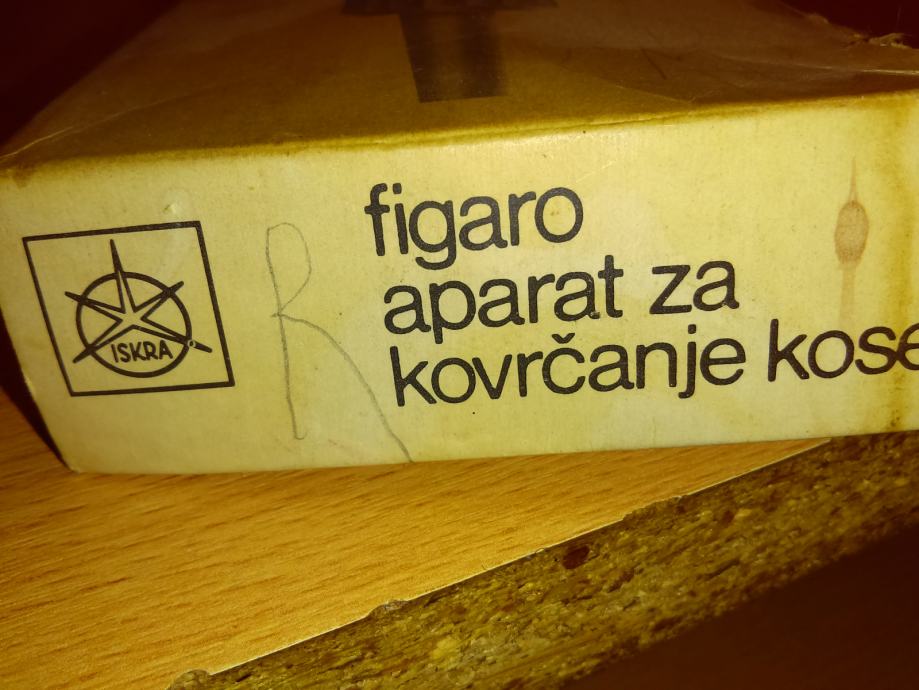 ISKRA
R
figaro
aparat za
kovrčanje kose